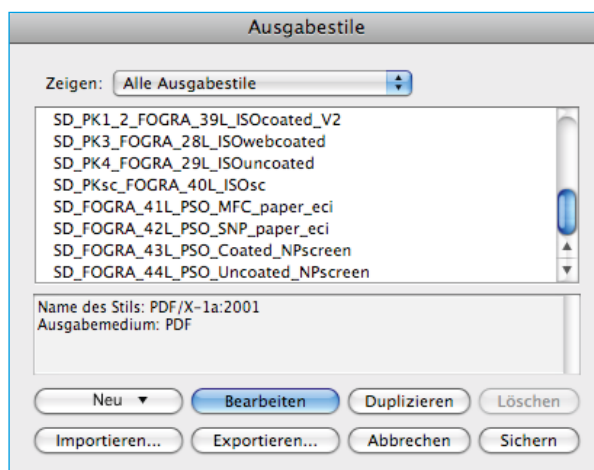 Ausgabestile
Zeigen: Alle Ausgabestile
SD_PK1_2_FOGRA_39L_ISOcoated_V2
SD_PK3_FOGRA_28L_ISOwebcoated
SD_PK4_FOGRA_29L_ISOuncoated
SD_PKsc_FOGRA_40L_ISOsc
SD_FOGRA_41L_PSO_MFC_paper_eci
SD_FOGRA_42L_PSO_SNP_paper_eci
SD_FOGRA_43L_PSO_Coated_NPscreen
SD_FOGRA_44L_PSO_Uncoated_NPscreen
Name des Stils: PDF/X-1a:2001
Ausgabemedium: PDF
Neu Bearbeiten Duplizieren Löschen
Importieren... Exportieren... Abbrechen Sichern